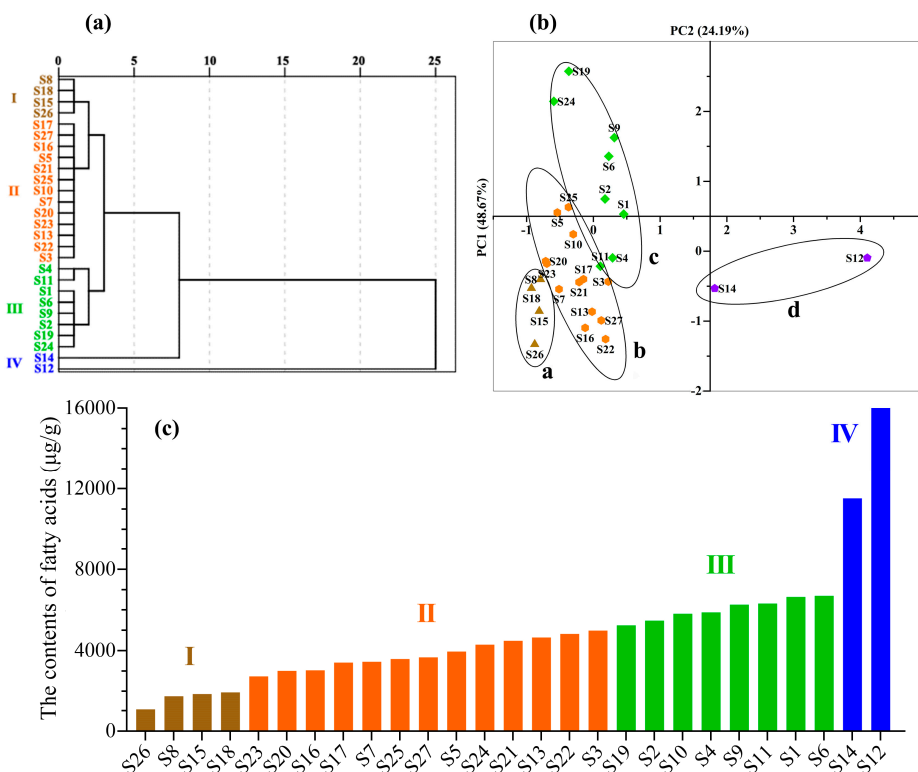 (a)
0 5 10 15 20 25
I
S8
S18
S15
S26
II
S17
S27
S16
S5
S21
S25
S10
S7
S20
S23
S13
S22
S3
III
S4
S11
S1
S6
S9
S2
S19
S24
IV
S14
S12
(b)
PC2 (24.19%)
PC1 (48.67%)
2
1
-1 0 1 2 3 4
0
-1
-2
S19
S24
S9
S6
S2
S1
S25
S5
S10
S11
S4
c
S20
S23
S17
S3
S8
S18
S7
S21
S15
S13
S27
S16
S22
S26
a
b
S12
S14
d
(c)
The contents of fatty acids (µg/g)
16000
12000
8000
4000
0
I
II
III
IV
S26 S8 S15 S18 S23 S20 S16 S17 S7 S25 S27 S5 S24 S21 S13 S22 S3 S19 S2 S10 S4 S9 S11 S1 S6 S14 S12